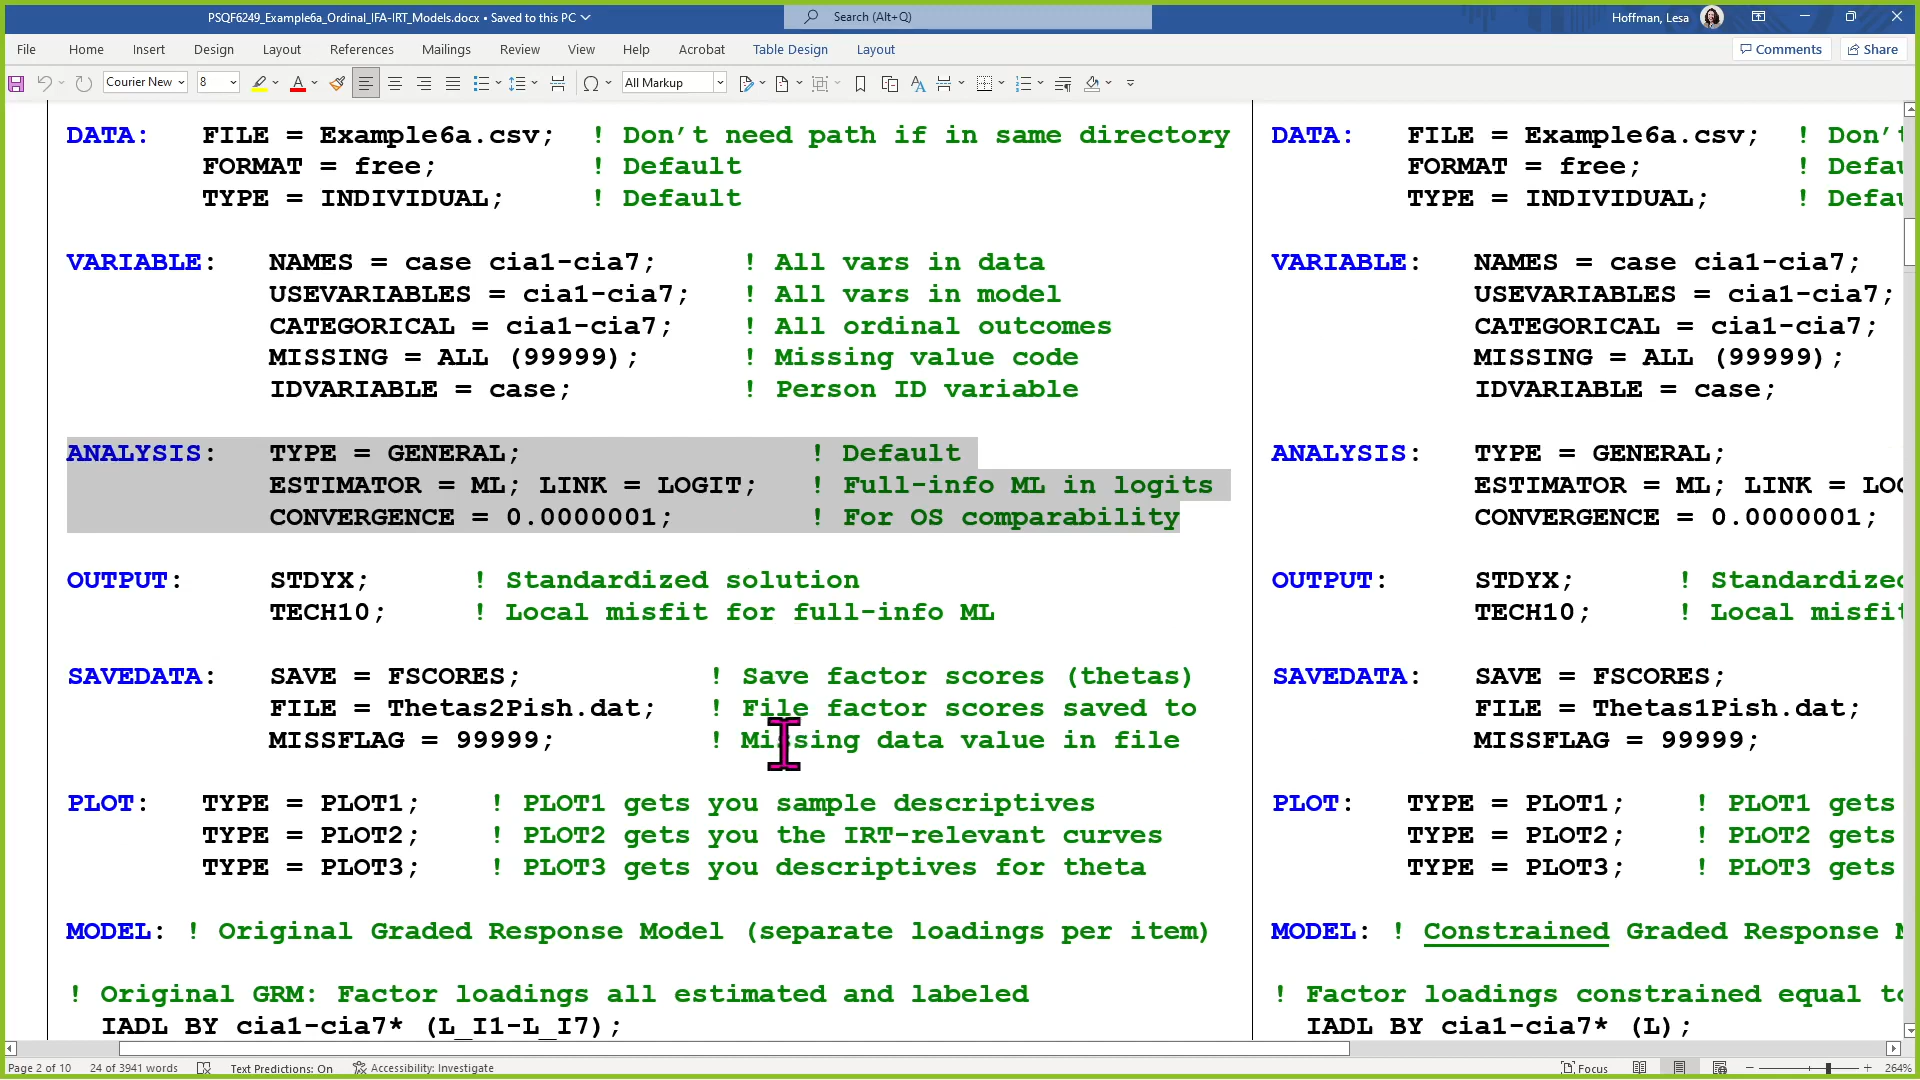 PSQF6249_Example6a_Ordinal_IFA-IRT_Models.docx • Saved to this PC
Search (Alt+Q)
Hoffman, Lesa
File Home Insert Design Layout References Mailings Review View Help Acrobat Table Design Layout
Comments Share
Courier New 8 All Markup
DATA: FILE = Example6a.csv; ! Don’t need path if in same directory
FORMAT = free; ! Default
TYPE = INDIVIDUAL; ! Default
VARIABLE: NAMES = case cia1-cia7; ! All vars in data
USEVARIABLES = cia1-cia7; ! All vars in model
CATEGORICAL = cia1-cia7; ! All ordinal outcomes
MISSING = ALL (99999); ! Missing value code
IDVARIABLE = case; ! Person ID variable
ANALYSIS: TYPE = GENERAL; ! Default
ESTIMATOR = ML; LINK = LOGIT; ! Full-info ML in logits
CONVERGENCE = 0.0000001; ! For OS comparability
OUTPUT: STDYX; ! Standardized solution
TECH10; ! Local misfit for full-info ML
SAVEDATA: SAVE = FSCORES; ! Save factor scores (thetas)
FILE = Thetas2Pish.dat; ! File factor scores saved to
MISSFLAG = 99999; ! Missing data value in file
PLOT: TYPE = PLOT1; ! PLOT1 gets you sample descriptives
TYPE = PLOT2; ! PLOT2 gets you the IRT-relevant curves
TYPE = PLOT3; ! PLOT3 gets you descriptives for theta
MODEL: ! Original Graded Response Model (separate loadings per item)
! Original GRM: Factor loadings all estimated and labeled
IADL BY cia1-cia7* (L_I1-L_I7);
DATA: FILE = Example6a.csv; ! Don’t
FORMAT = free; ! Defau
TYPE = INDIVIDUAL; ! Defau
VARIABLE: NAMES = case cia1-cia7;
USEVARIABLES = cia1-cia7;
CATEGORICAL = cia1-cia7;
MISSING = ALL (99999);
IDVARIABLE = case;
ANALYSIS: TYPE = GENERAL;
ESTIMATOR = ML; LINK = LOG
CONVERGENCE = 0.0000001;
OUTPUT: STDYX; ! Standardized
TECH10; ! Local misfit
SAVEDATA: SAVE = FSCORES;
FILE = Thetas1Pish.dat;
MISSFLAG = 99999;
PLOT: TYPE = PLOT1; ! PLOT1 gets
TYPE = PLOT2; ! PLOT2 gets
TYPE = PLOT3; ! PLOT3 gets
MODEL: ! Constrained Graded Response M
! Factor loadings constrained equal to
IADL BY cia1-cia7* (L);
Page 2 of 10 24 of 3941 words Text Predictions: On Accessibility: Investigate Focus 264%